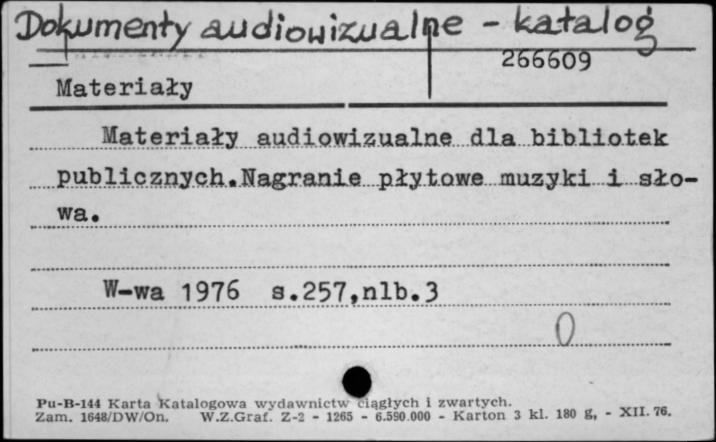 Dokumenty audiowizualne - katalog
266609
Materiały
Materiały audiowizualne dla bibliotek
publicznych.Nagranie płytowe muzyki i sło-
wa.
W-wa 1976 s.257,nlb.3
0
Pu-B-144 Karta Katalogowa wydawnictw ciągłych i zwartych.
Zam. 1648/DW/On. W.Z.Graf. Z-2 - 1265 - 6.590.000 - Karton 3 kl. 180 g, - XII. 76.